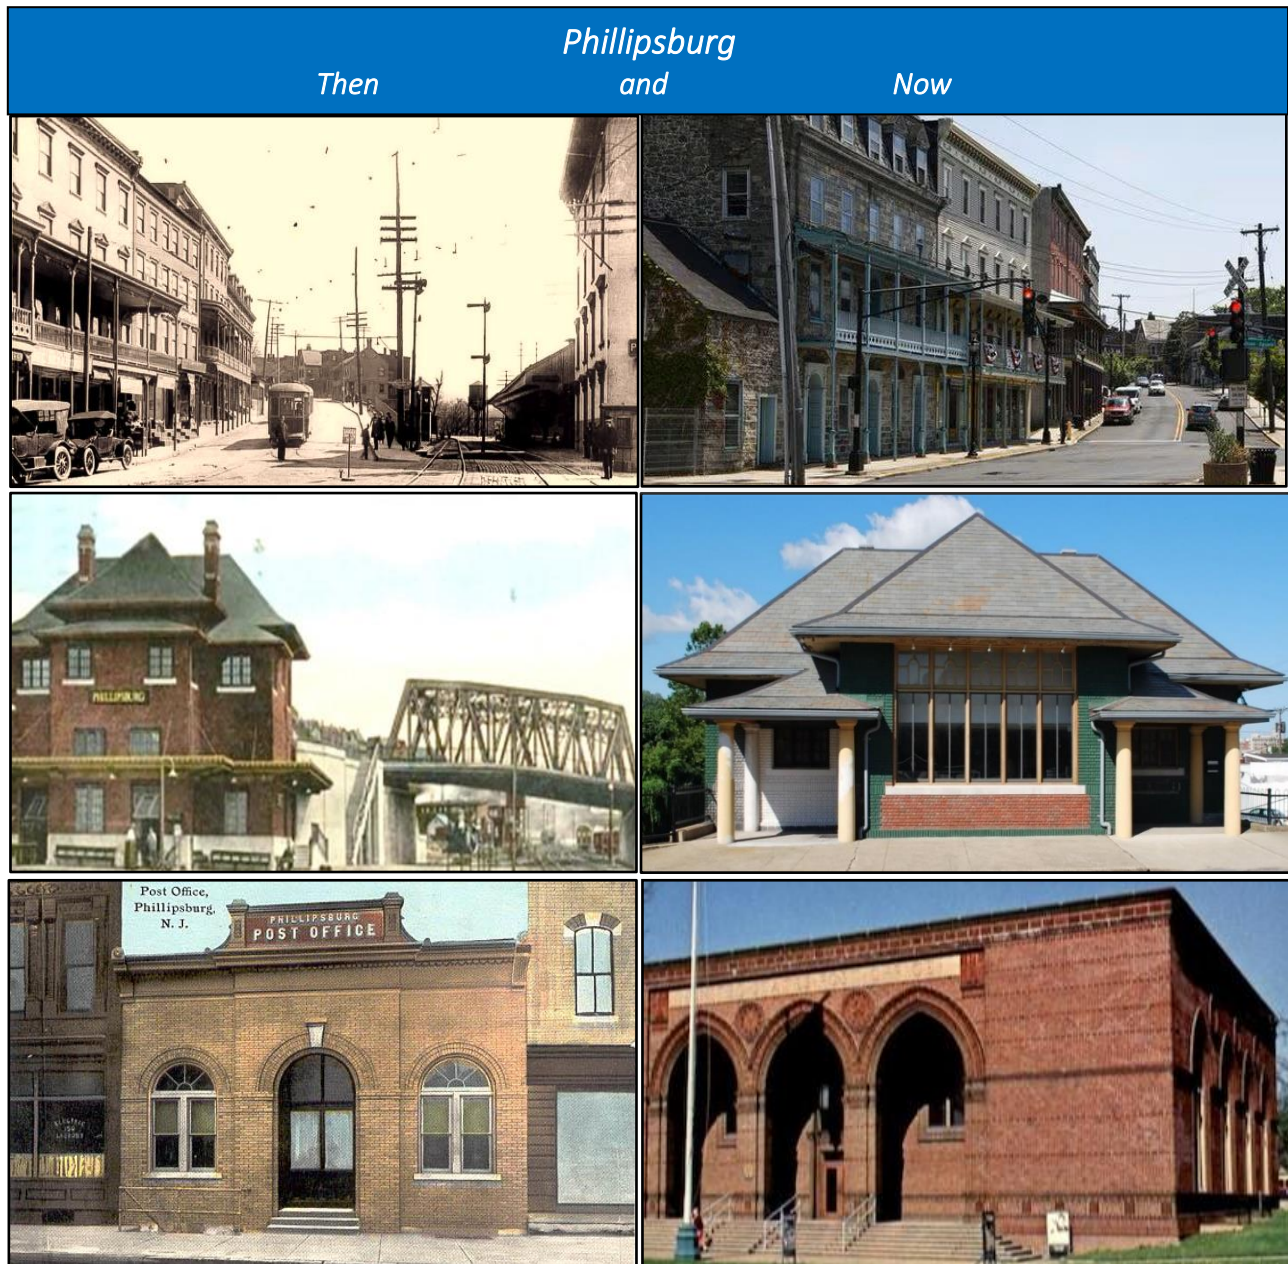 Phillipsburg
Then and Now
PHILLIPSBURG
Post Office,
Phillipsburg,
N. J.
PHILLIPSBURG
POST OFFICE